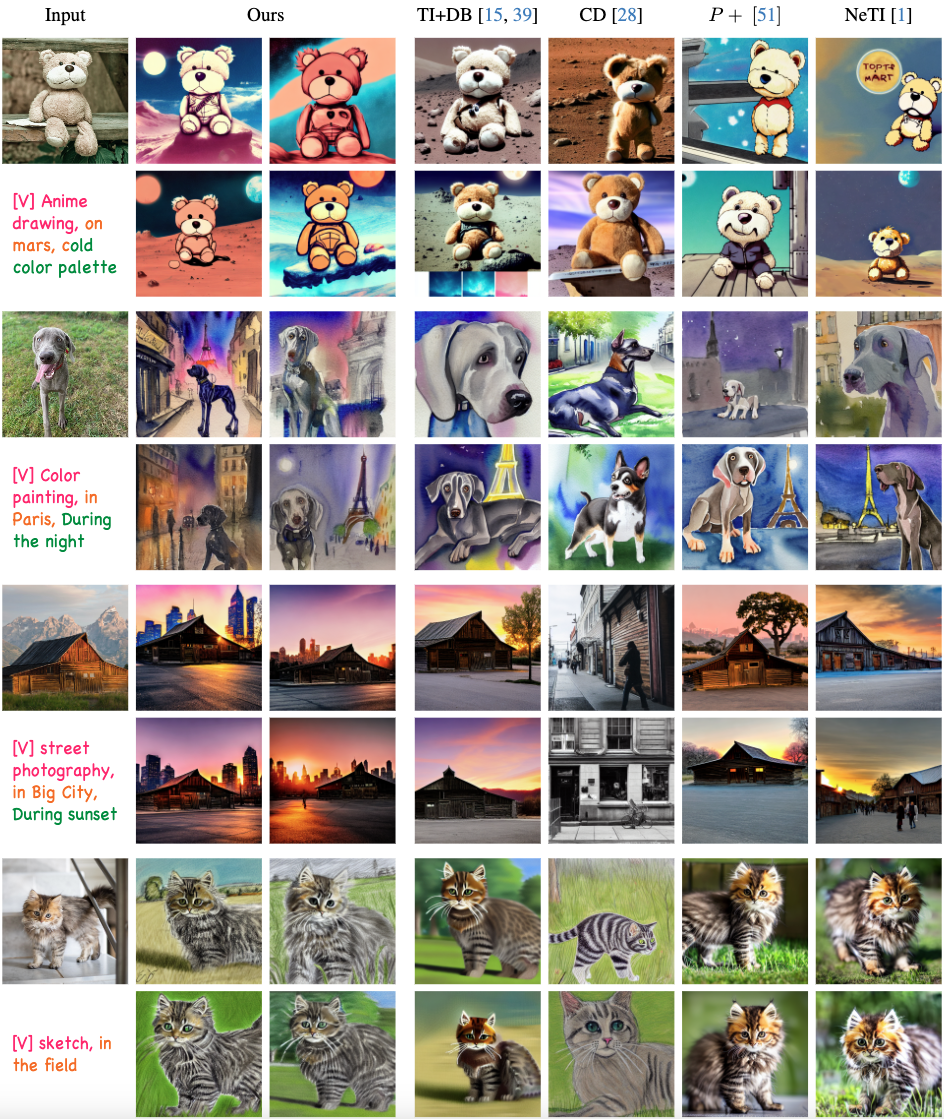 Input Ours TI+DB [15, 39] CD [28] P + [51] NeTI [1]
TOPT-
MART
[V] Anime
drawing, on
mars, cold
color palette
[V] Color
painting, in
Paris, During
the night
[V] street
photography,
in Big City,
During sunset
[V] sketch, in
the field